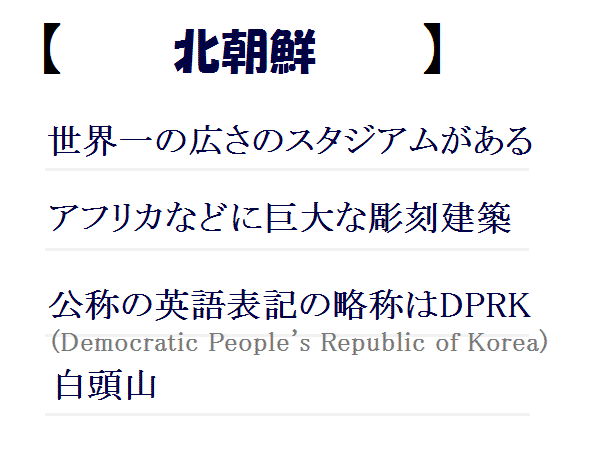 【 北朝鮮 】
世界一の広さのスタジアムがある
アフリカなどに巨大な彫刻建築
公称の英語表記の略称はDPRK
(Democratic People's Republic of Korea)
白頭山